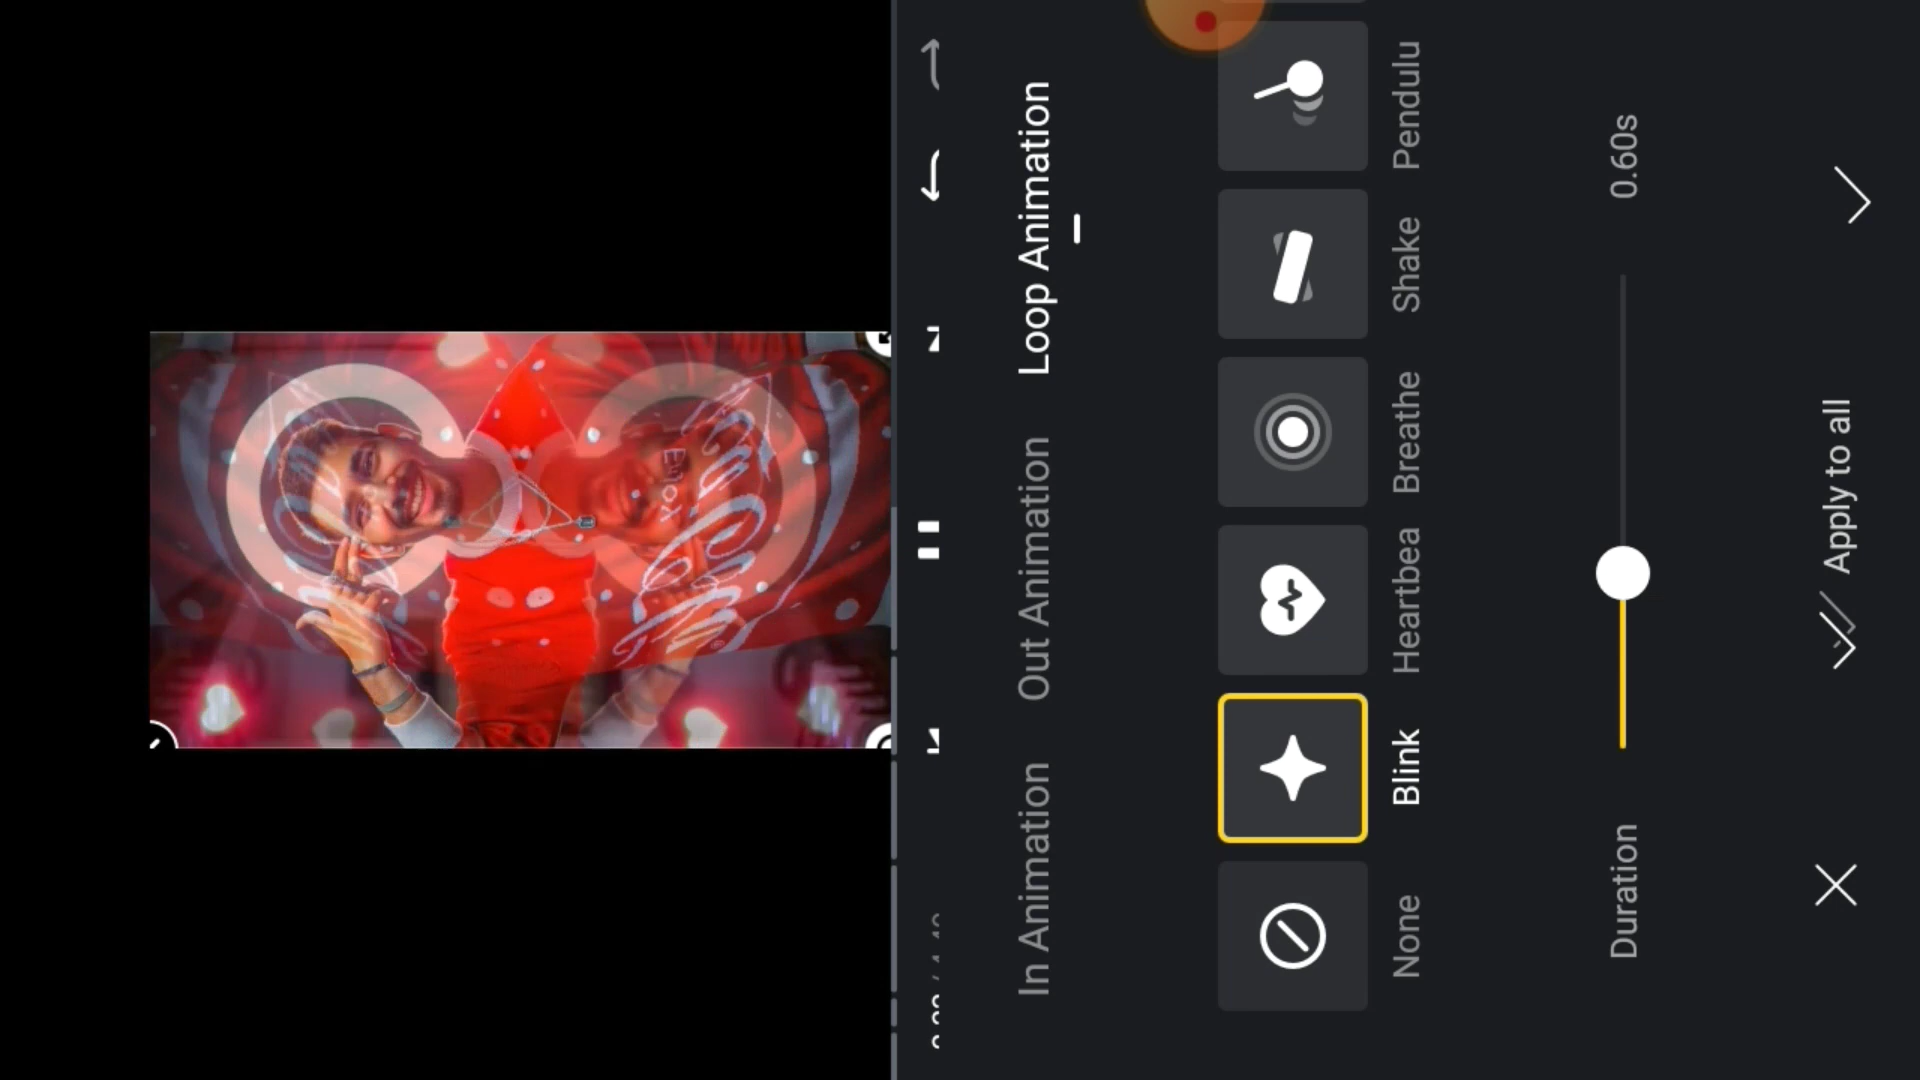 In Animation
Out Animation
Loop Animation
None
Blink
Heartbea
Breathe
Shake
Pendulu
Duration
0.60s
Apply to all